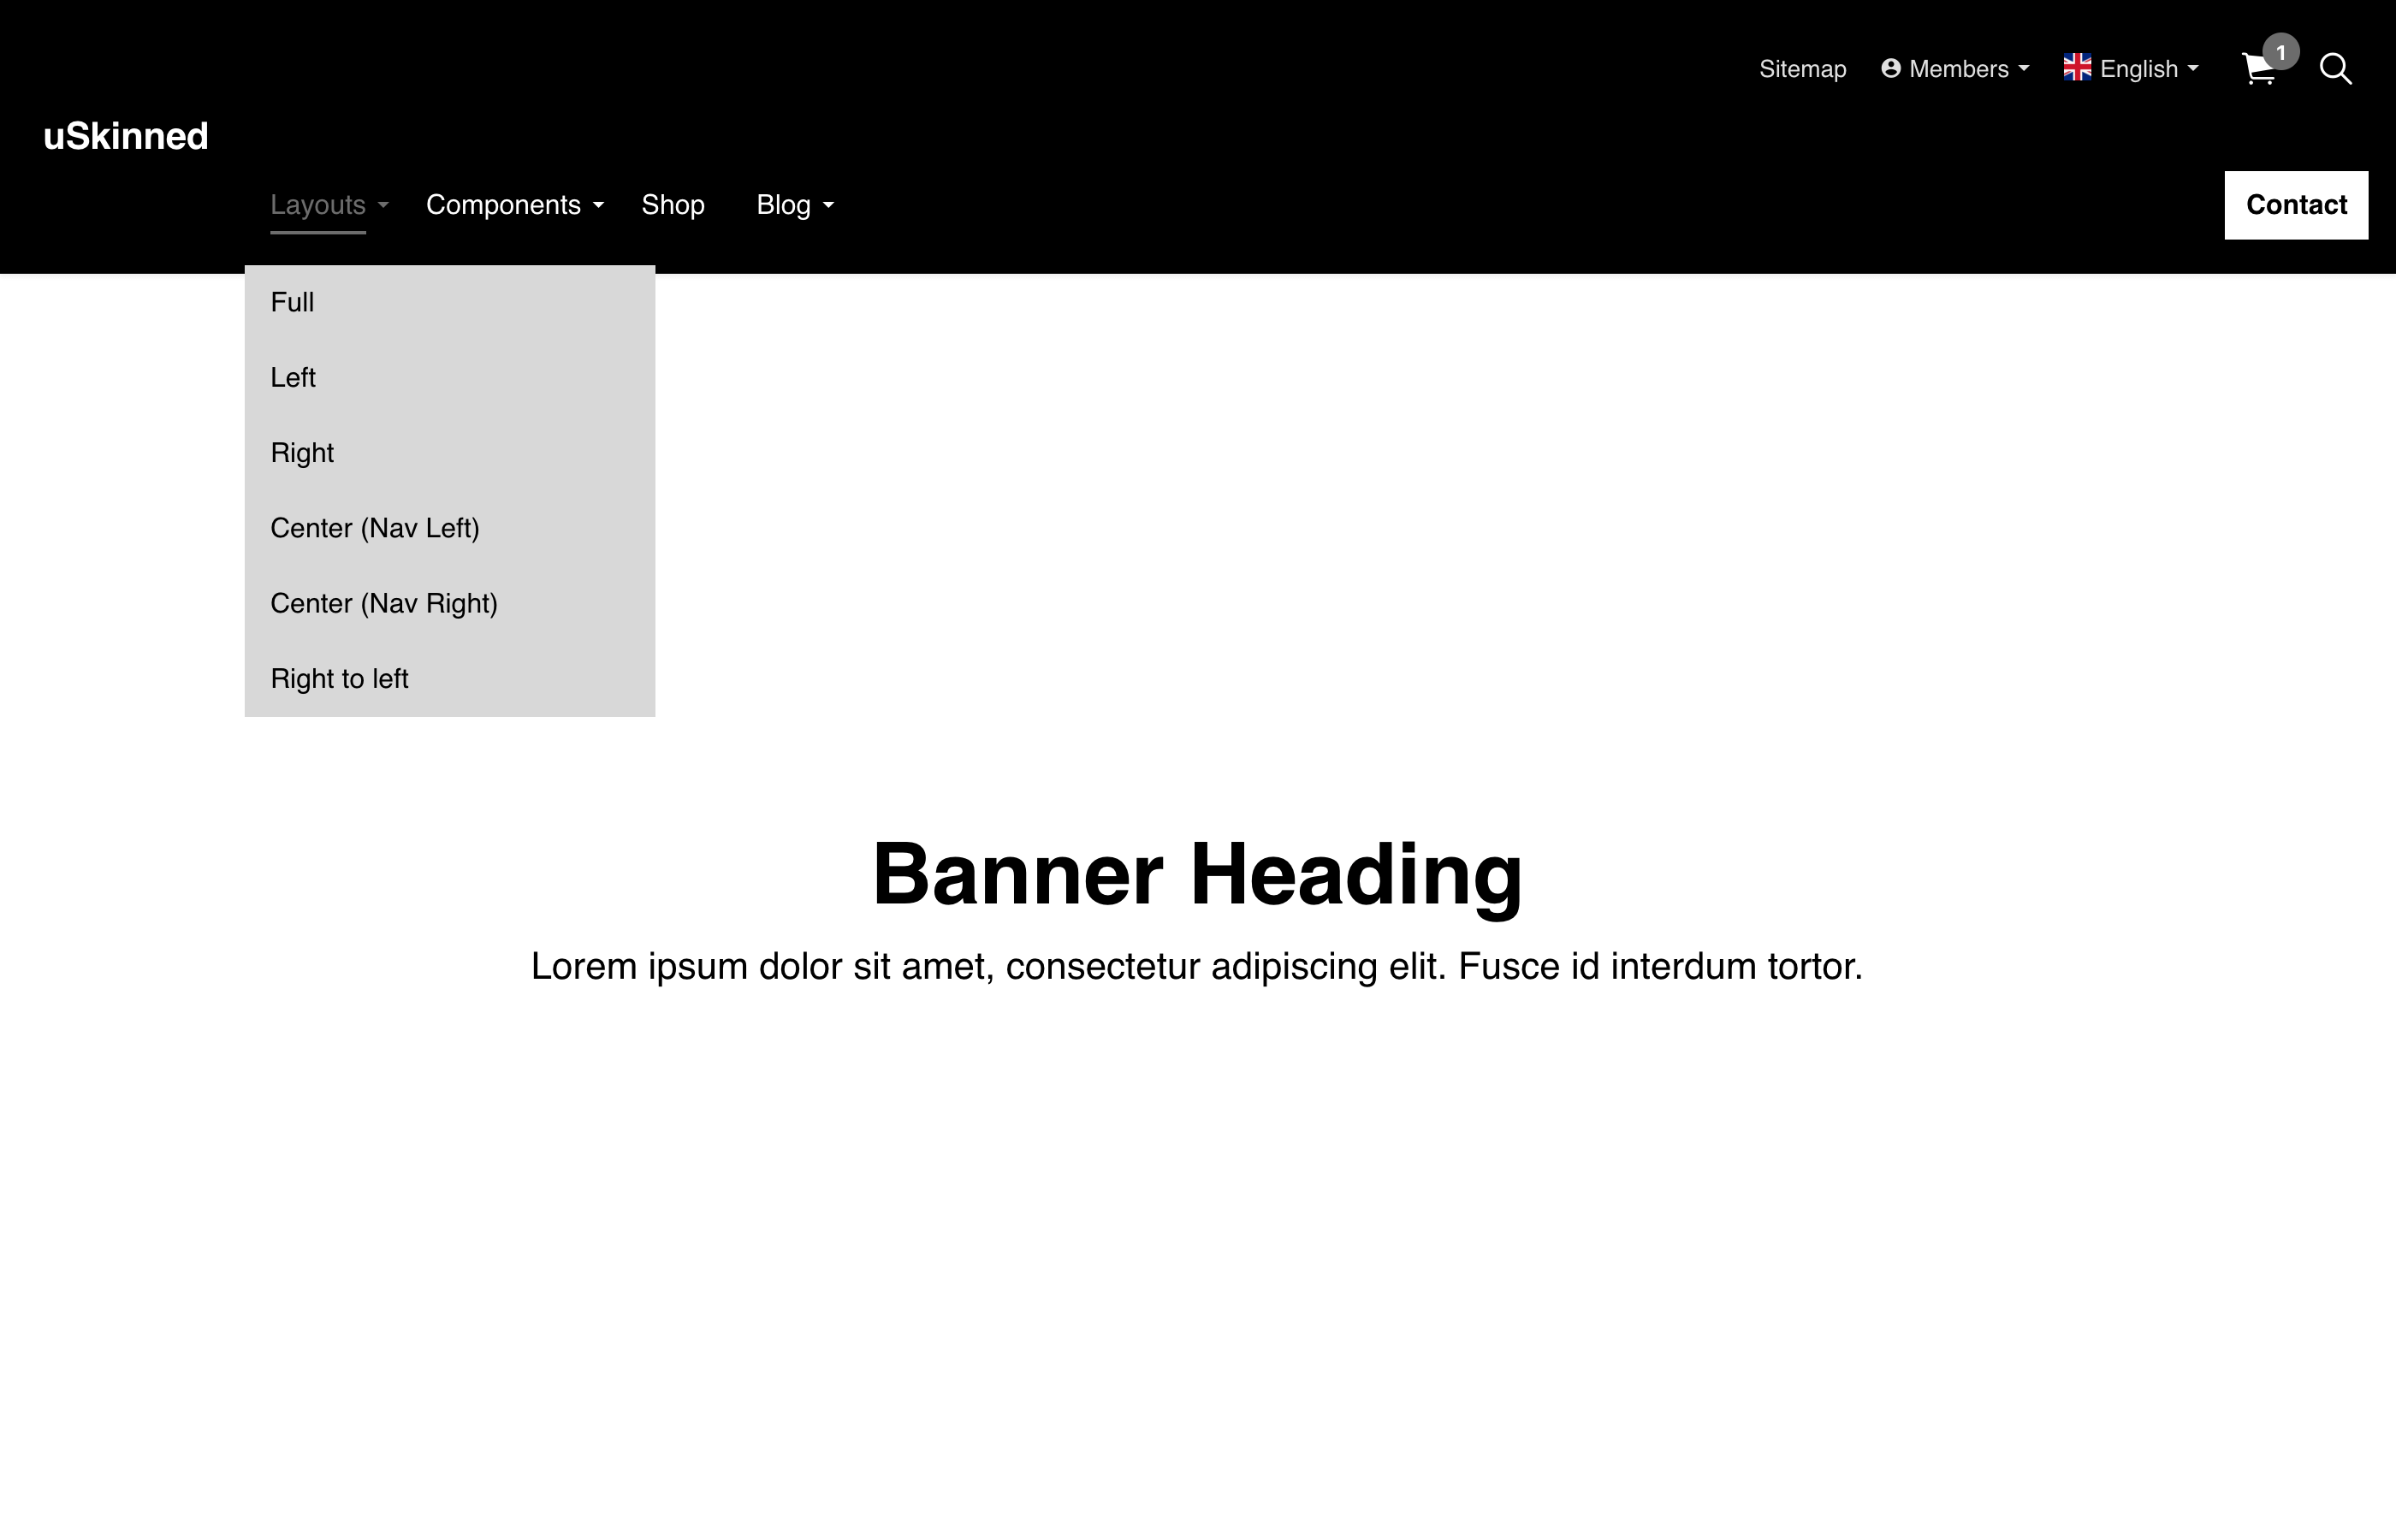 Sitemap Members English 1
uSkinned
Layouts Components Shop Blog Contact
Full
Left
Right
Center (Nav Left)
Center (Nav Right)
Right to left
Banner Heading
Lorem ipsum dolor sit amet, consectetur adipiscing elit. Fusce id interdum tortor.